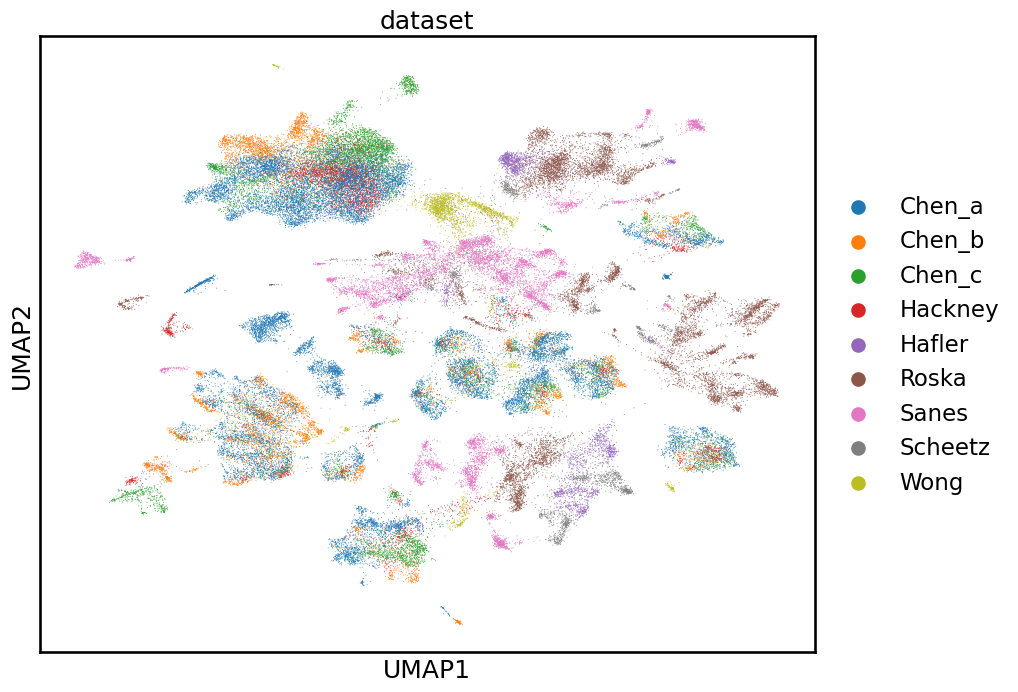 dataset
UMAP2
UMAP1
Chen_a
Chen_b
Chen_c
Hackney
Hafler
Roska
Sanes
Scheetz
Wong